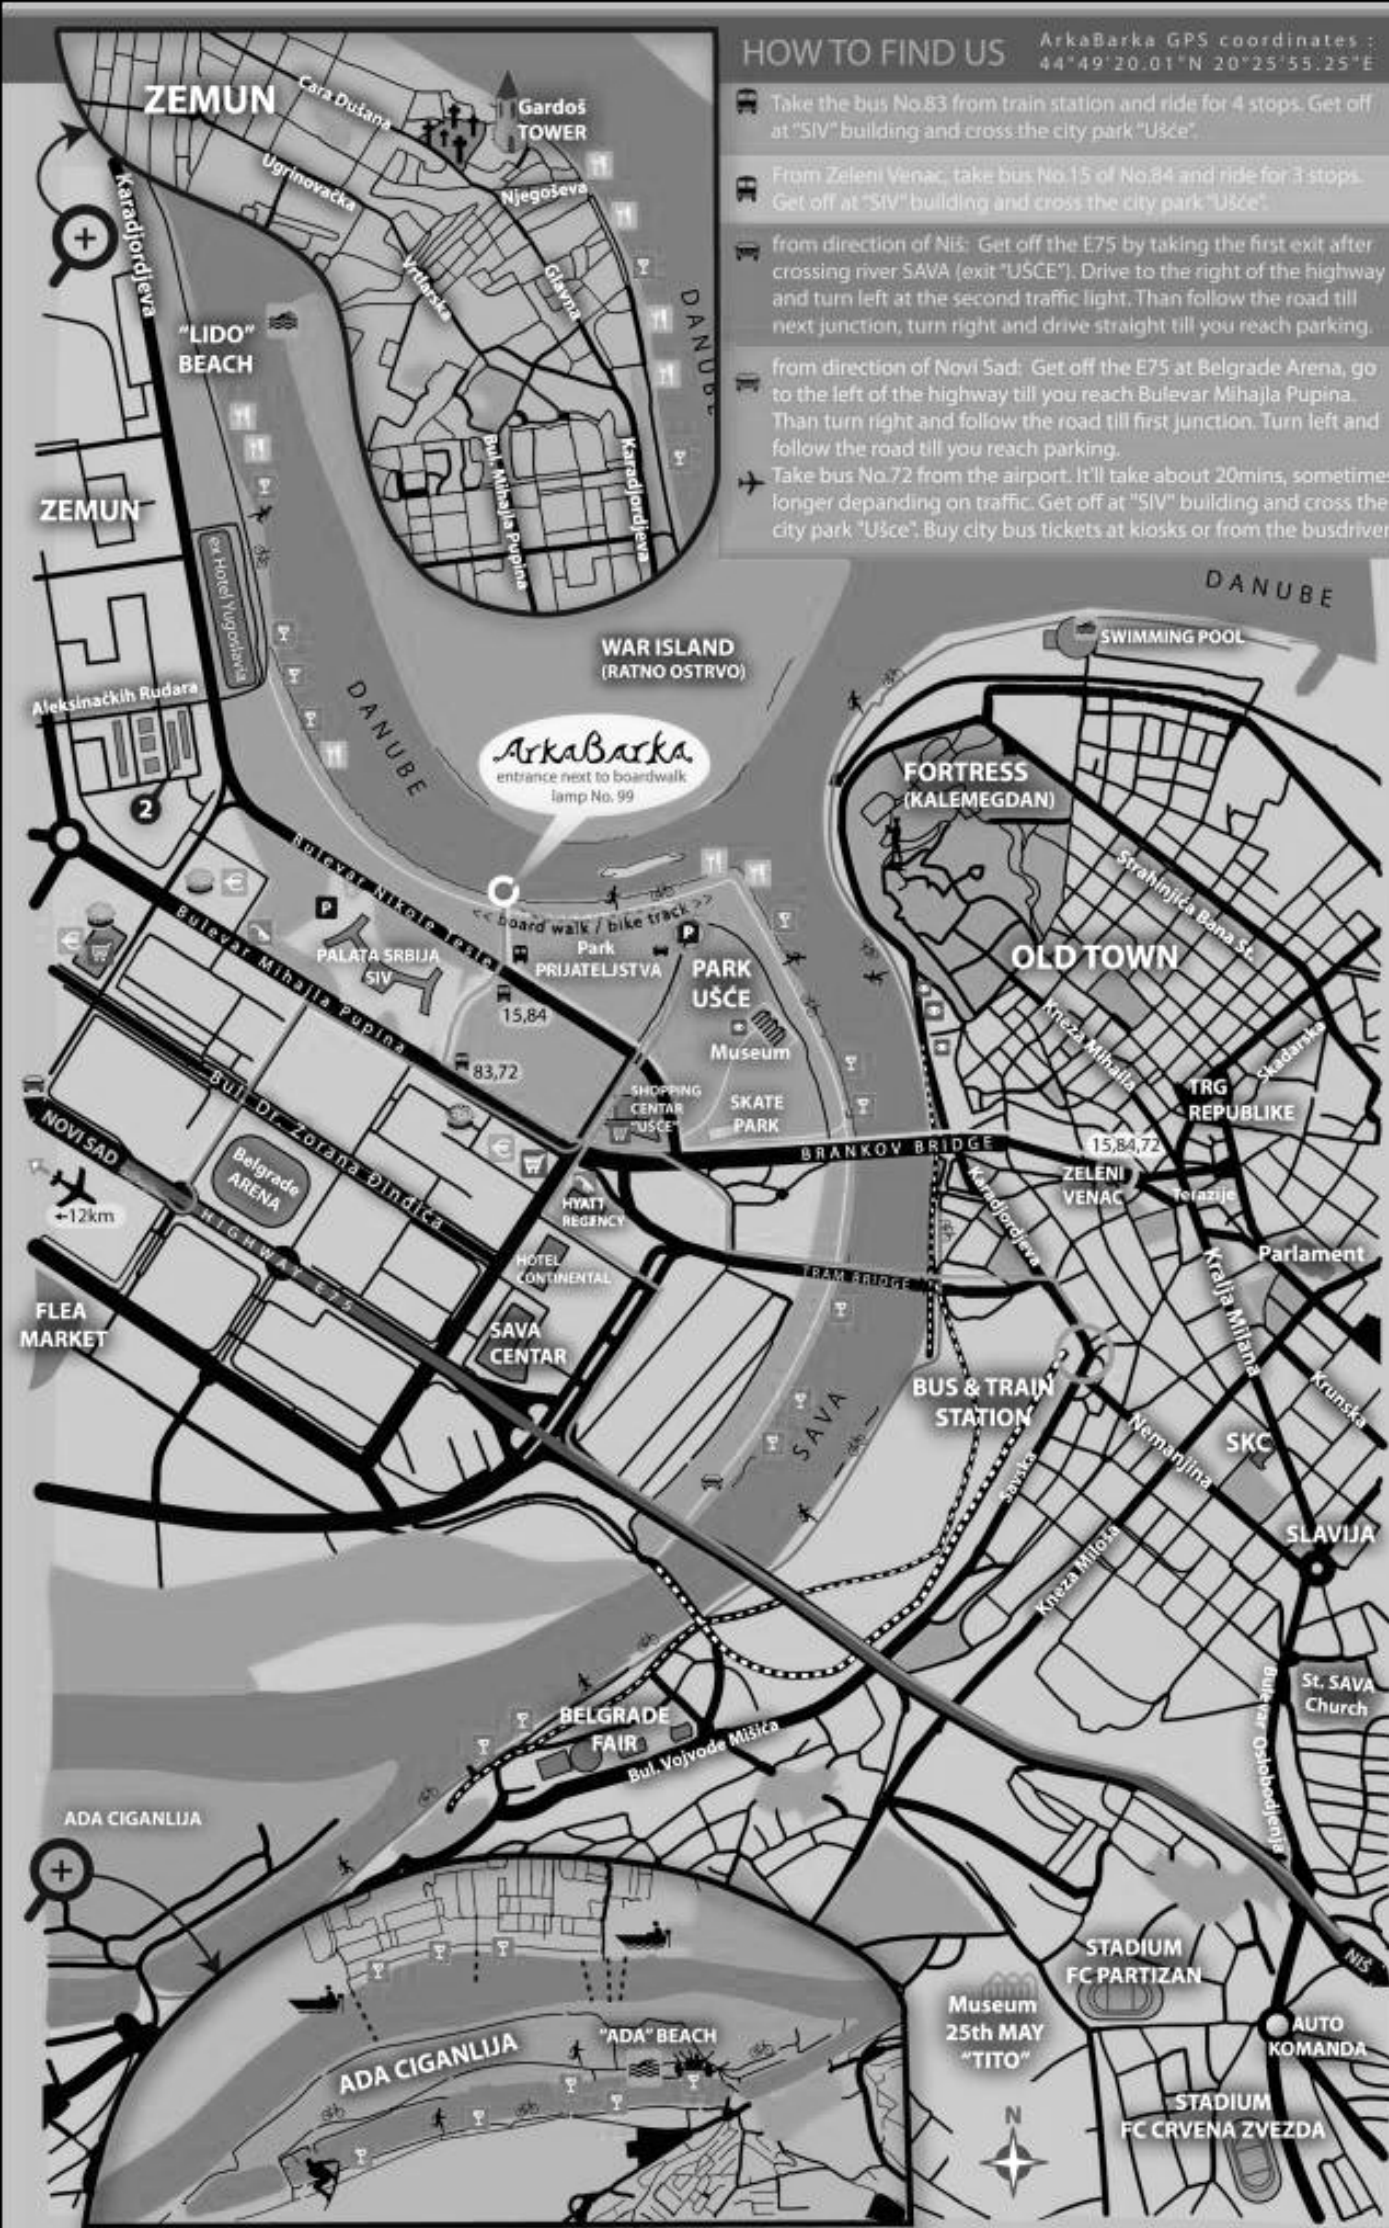 HOW TO FIND US
ArkaBarka GPS coordinates :
44°49'20.01"N 20°25'55.25"E
Take the bus No.83 from train station and ride for 4 stops. Get off
at "SIV" building and cross the city park "Ušće".
From Zeleni Venac, take bus No.15 of No.84 and ride for 3 stops.
Get off at "SIV" building and cross the city park "Ušće".
from direction of Niš: Get off the E75 by taking the first exit after
crossing river SAVA (exit "UŠĆE"). Drive to the right of the highway
and turn left at the second traffic light. Than follow the road till
next junction, turn right and drive straight till you reach parking.
from direction of Novi Sad: Get off the E75 at Belgrade Arena, go
to the left of the highway till you reach Bulevar Mihajla Pupina.
Than turn right and follow the road till first junction. Turn left and
follow the road till you reach parking.
Take bus No.72 from the airport. It'll take about 20mins, sometime
longer depanding on traffic. Get off at "SIV" building and cross the
city park "Ušce". Buy city bus tickets at kiosks or from the busdriver
ZEMUN
Cara Dušana
Gardoš
TOWER
Ugrinovačka
Njegoševa
Karadjordjeva
Vrtlarska
Glavna
DANUBE
"LIDO"
BEACH
Bul. Mihajla Pupina
Karadjordjeva
ZEMUN
ex Hotel Yugoslavia
DANUBE
SWIMMING POOL
WAR ISLAND
(RATNO OSTRVO)
Aleksinačkih Rudara
DANUBE
ArkaBarka
entrance next to boardwalk
lamp No. 99
2
FORTRESS
(KALEMEGDAN)
Bulevar Nikole Tesle
Strahinjića Bana St.
€
P
<< board walk / bike track >>
Bulevar Mihajla Pupina
€
PALATA SRBIJA
SIV
Park
PRIJATELJSTVA
P
PARK
UŠĆE
OLD TOWN
15,84
Kneza Mihaila
Skadarska
Museum
83,72
Bul. Dr. Zorana Đinđića
SHOPPING
CENTAR
"UŠĆE"
SKATE
PARK
TRG
REPUBLIKE
NOVI SAD
€
BRANKOV BRIDGE
15,84,72
Belgrade
ARENA
ZELENI
VENAC
Terazije
←12km
HYATT
REGENCY
Karadjordjeva
HIGHWAY E75
HOTEL
CONTINENTAL
TRAM BRIDGE
Parlament
Kralja Milana
FLEA
MARKET
SAVA
CENTAR
BUS & TRAIN
STATION
Krunska
SAVA
Nemanjina
SKC
Savska
SLAVIJA
Kneza Miloša
Bulevar Oslobodjenja
St. SAVA
Church
BELGRADE
FAIR
Bul. Vojvode Mišića
ADA CIGANLIJA
STADIUM
FC PARTIZAN
NIŠ
Museum
25th MAY
"TITO"
AUTO
KOMANDA
"ADA" BEACH
ADA CIGANLIJA
STADIUM
FC CRVENA ZVEZDA
N